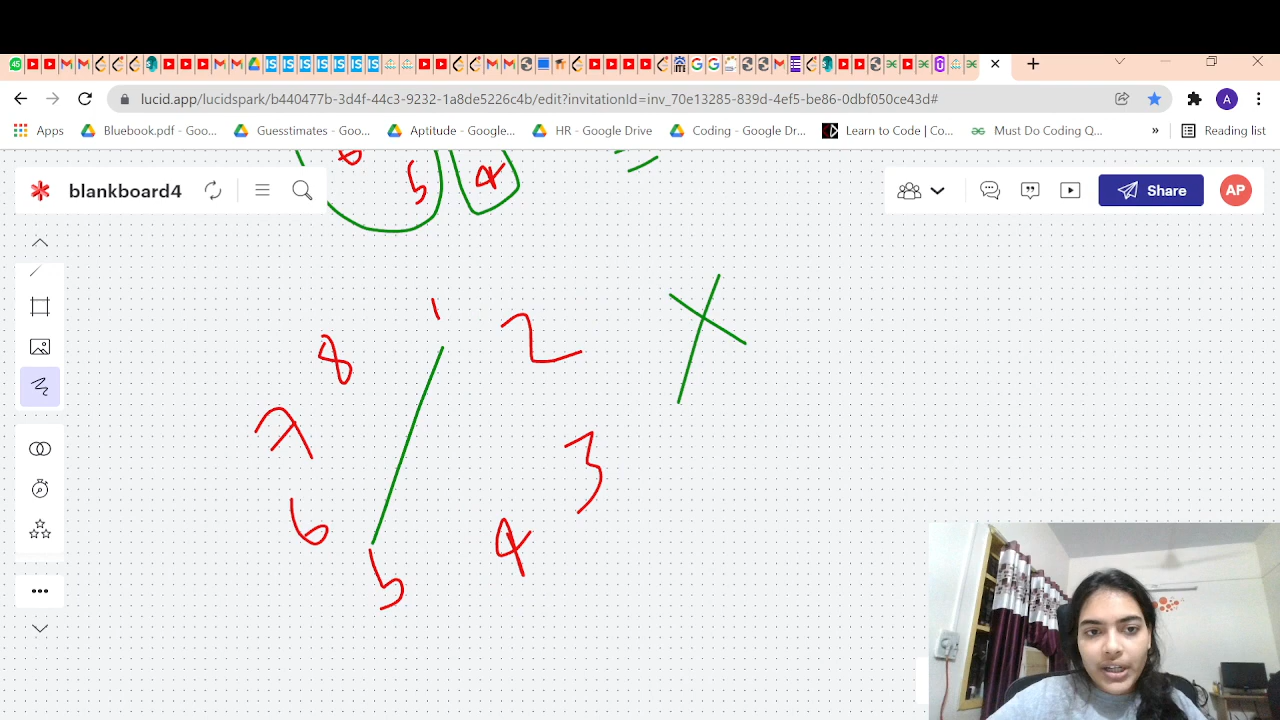 lucid.app/lucidspark/b440477b-3d4f-44c3-9232-1a8de5226c4b/edit?invitationId=inv_70e13285-839d-4ef5-be86-0dbf050ce43d#
A
Apps
Bluebook.pdf - Goo...
Guesstimates - Goo...
Aptitude - Google...
HR - Google Drive
Coding - Google Dr...
Learn to Code | Co...
Must Do Coding Q...
»
Reading list
5
4
blankboard4
Share
AP
1
2
8
7
3
6
4
5